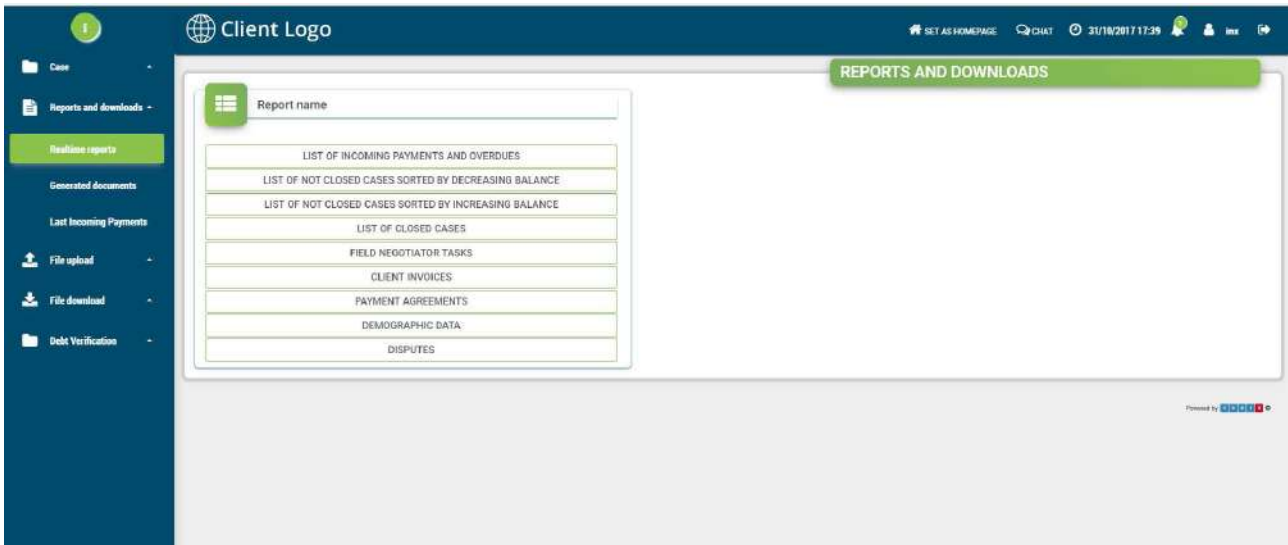 Client Logo
SET AS HOMEPAGE CHAT 31/10/2017 17:39 imx
Case
Reports and downloads
Realtime reports
Generated documents
Last Incoming Payments
File upload
File download
Debt Verification
REPORTS AND DOWNLOADS
Report name
LIST OF INCOMING PAYMENTS AND OVERDUES
LIST OF NOT CLOSED CASES SORTED BY DECREASING BALANCE
LIST OF NOT CLOSED CASES SORTED BY INCREASING BALANCE
LIST OF CLOSED CASES
FIELD NEGOTIATOR TASKS
CLIENT INVOICES
PAYMENT AGREEMENTS
DEMOGRAPHIC DATA
DISPUTES
Powered by